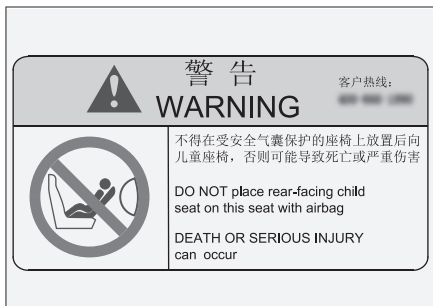 警告
客户热线：
WARNING
不得在受安全气囊保护的座椅上放置后向
儿童座椅，否则可能导致死亡或严重伤害
DO NOT place rear-facing child
seat on this seat with airbag
DEATH OR SERIOUS INJURY
can occur